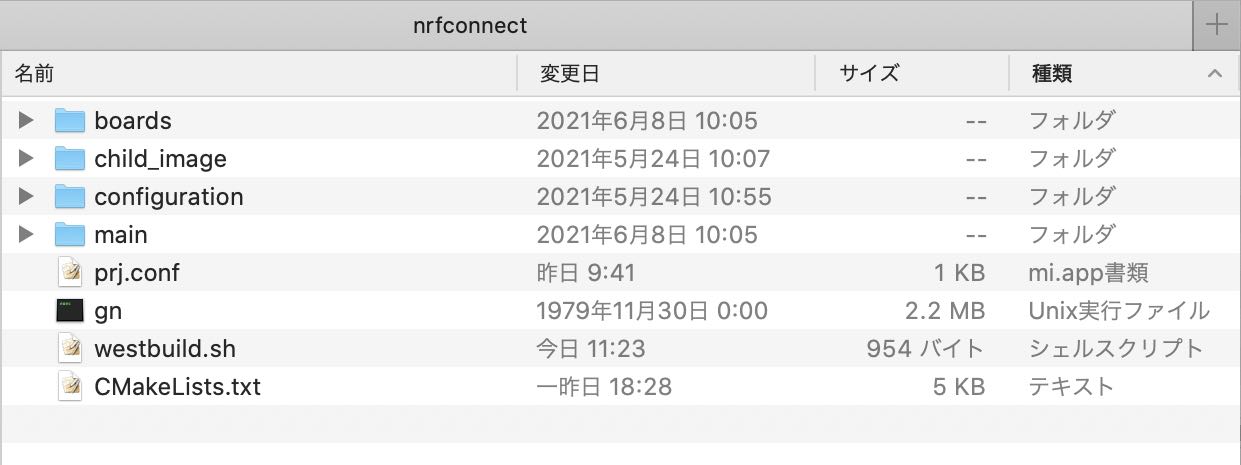 nrfconnect
名前 変更日 サイズ 種類
boards 2021年6月8日 10:05 -- フォルダ
child_image 2021年5月24日 10:07 -- フォルダ
configuration 2021年5月24日 10:55 -- フォルダ
main 2021年6月8日 10:05 -- フォルダ
prj.conf 昨日 9:41 1 KB mi.app書類
gn 1979年11月30日 0:00 2.2 MB Unix実行ファイル
westbuild.sh 今日 11:23 954 バイト シェルスクリプト
CMakeLists.txt 一昨日 18:28 5 KB テキスト